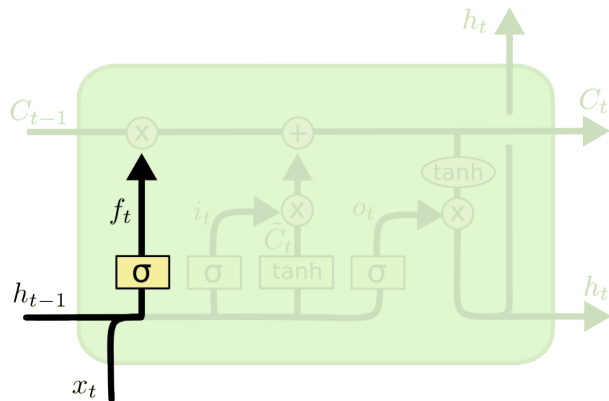 h_t
C_{t-1} x + C_t
tanh
f_t i_t x C̃_t o_t x
σ σ tanh σ
h_{t-1} h_t
x_t